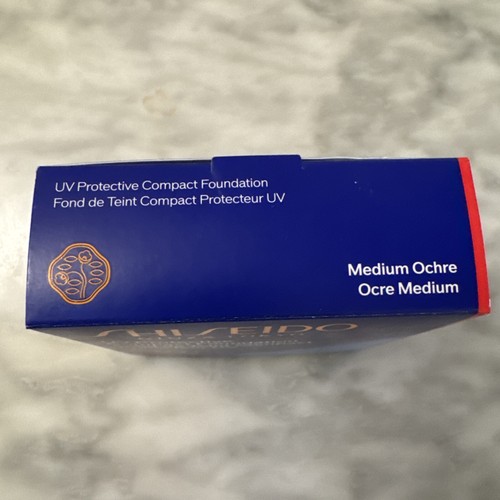 UV Protective Compact Foundation
Fond de Teint Compact Protecteur UV
Medium Ochre
Ocre Medium
SHISEIDO